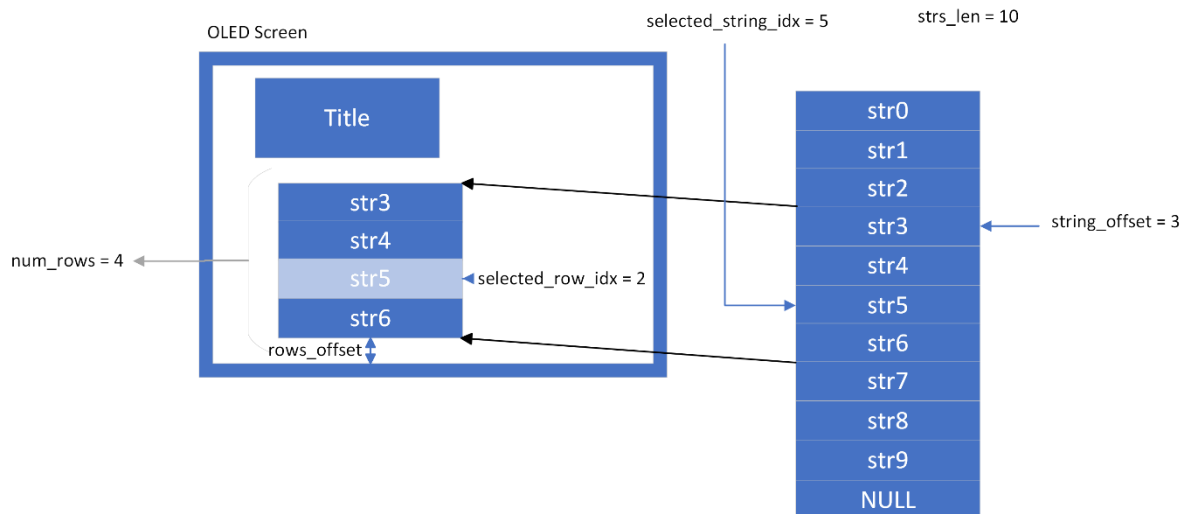 selected_string_idx = 5
strs_len = 10
OLED Screen
Title
str3
str4
str5
str6
selected_row_idx = 2
num_rows = 4
rows_offset
str0
str1
str2
str3
str4
str5
str6
str7
str8
str9
NULL
string_offset = 3